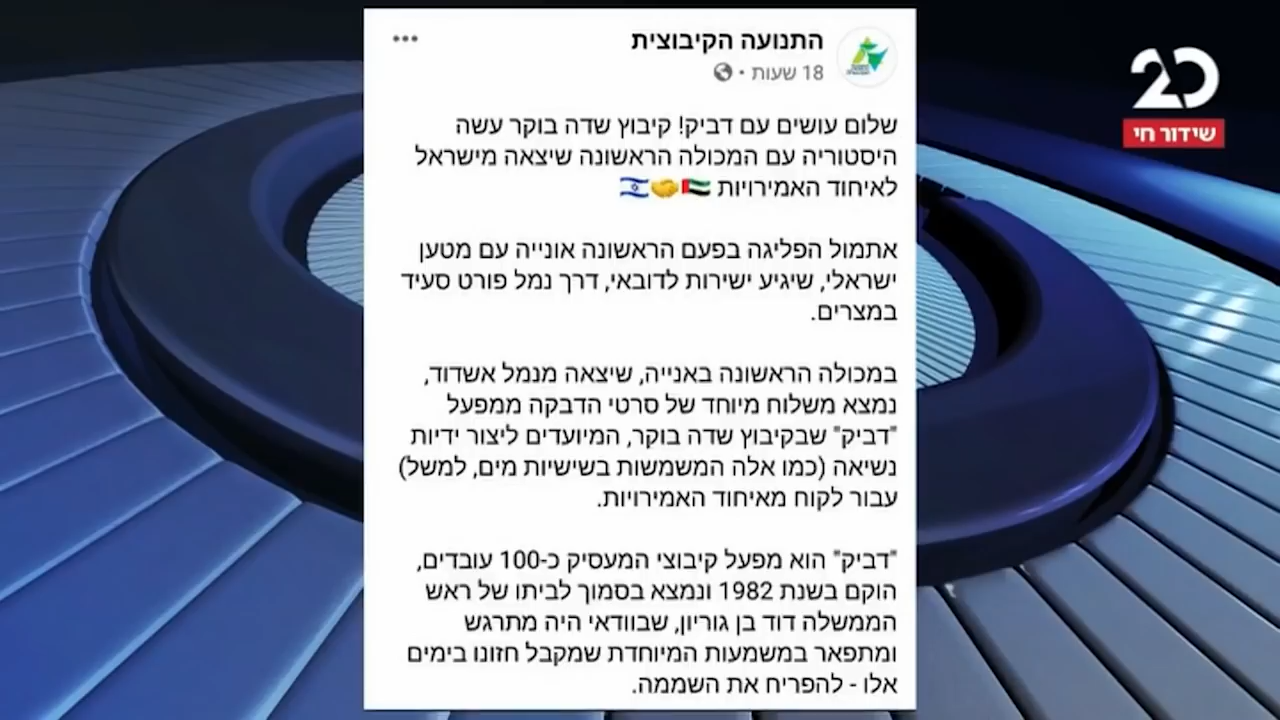 התנועה הקיבוצית
18 שעות
שלום עושים עם דביק! קיבוץ שדה בוקר עשה
היסטוריה עם המכולה הראשונה שיצאה מישראל
לאיחוד האמירויות 🇦🇪🤝🇮🇱
אתמול הפליגה בפעם הראשונה אונייה עם מטען
ישראלי, שיגיע ישירות לדובאי, דרך נמל פורט סעיד
במצרים.
במכולה הראשונה באנייה, שיצאה מנמל אשדוד,
נמצא משלוח מיוחד של סרטי הדבקה ממפעל
"דביק" שבקיבוץ שדה בוקר, המיועדים ליצור ידיות
נשיאה (כמו אלה המשמשות בשישיות מים, למשל)
עבור לקוח מאיחוד האמירויות.
"דביק" הוא מפעל קיבוצי המעסיק כ-100 עובדים,
הוקם בשנת 1982 ונמצא בסמוך לביתו של ראש
הממשלה דוד בן גוריון, שבוודאי היה מתרגש
ומתפאר במשמעות המיוחדת שמקבל חזונו בימים
אלו - להפריח את השממה.
20
שידור חי